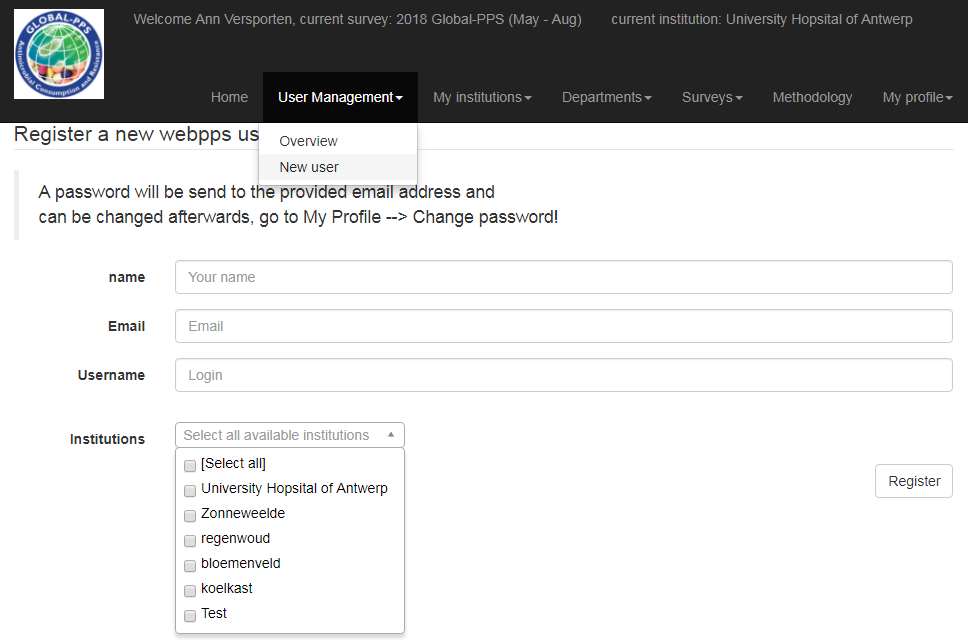 GLOBAL-PPS
Antimicrobial Consumption and Resistance
Welcome Ann Versporten, current survey: 2018 Global-PPS (May - Aug) current institution: University Hopsital of Antwerp
Home User Management My institutions Departments Surveys Methodology My profile
Register a new webpps us
Overview
New user
A password will be send to the provided email address and
can be changed afterwards, go to My Profile --> Change password!
name Your name
Email Email
Username Login
Institutions Select all available institutions
[Select all]
University Hopsital of Antwerp
Zonneweelde
regenwoud
bloemenveld
koelkast
Test
Register